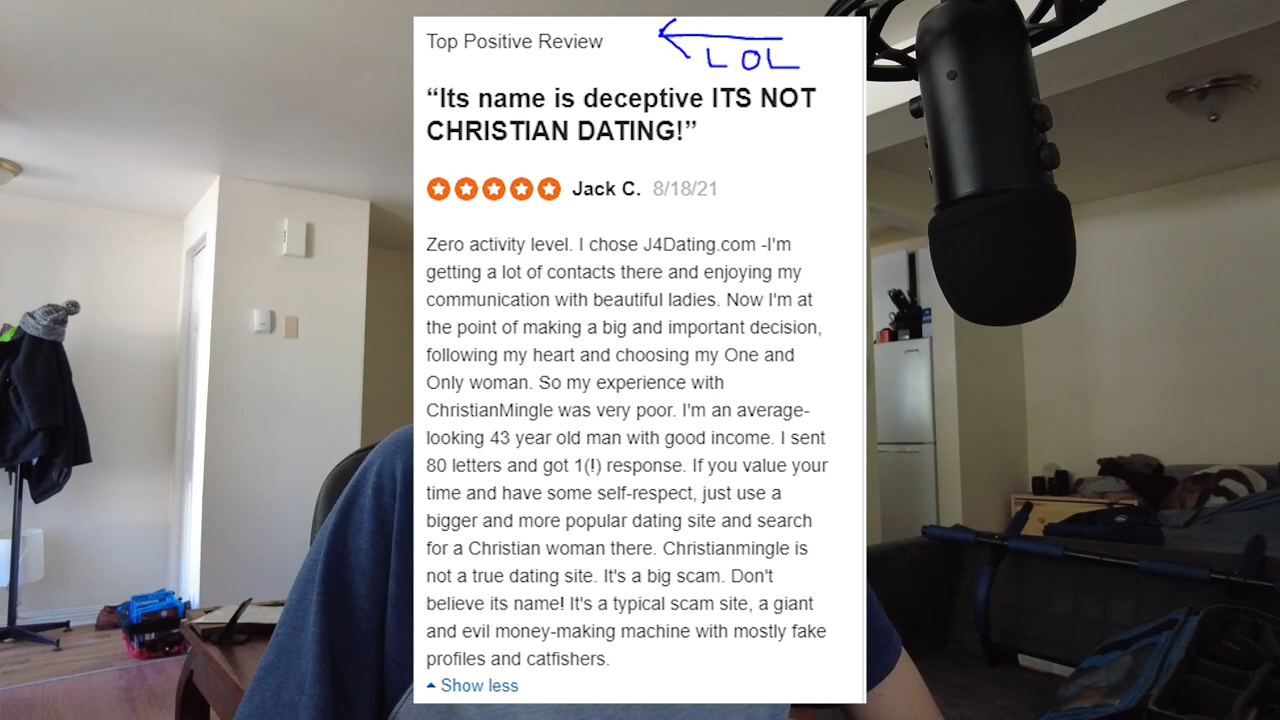 Top Positive Review
LOL
“Its name is deceptive ITS NOT
CHRISTIAN DATING!”
Jack C. 8/18/21
Zero activity level. I chose J4Dating.com -I'm
getting a lot of contacts there and enjoying my
communication with beautiful ladies. Now I'm at
the point of making a big and important decision,
following my heart and choosing my One and
Only woman. So my experience with
ChristianMingle was very poor. I'm an average-
looking 43 year old man with good income. I sent
80 letters and got 1(!) response. If you value your
time and have some self-respect, just use a
bigger and more popular dating site and search
for a Christian woman there. Christianmingle is
not a true dating site. It's a big scam. Don't
believe its name! It's a typical scam site, a giant
and evil money-making machine with mostly fake
profiles and catfishers.
Show less